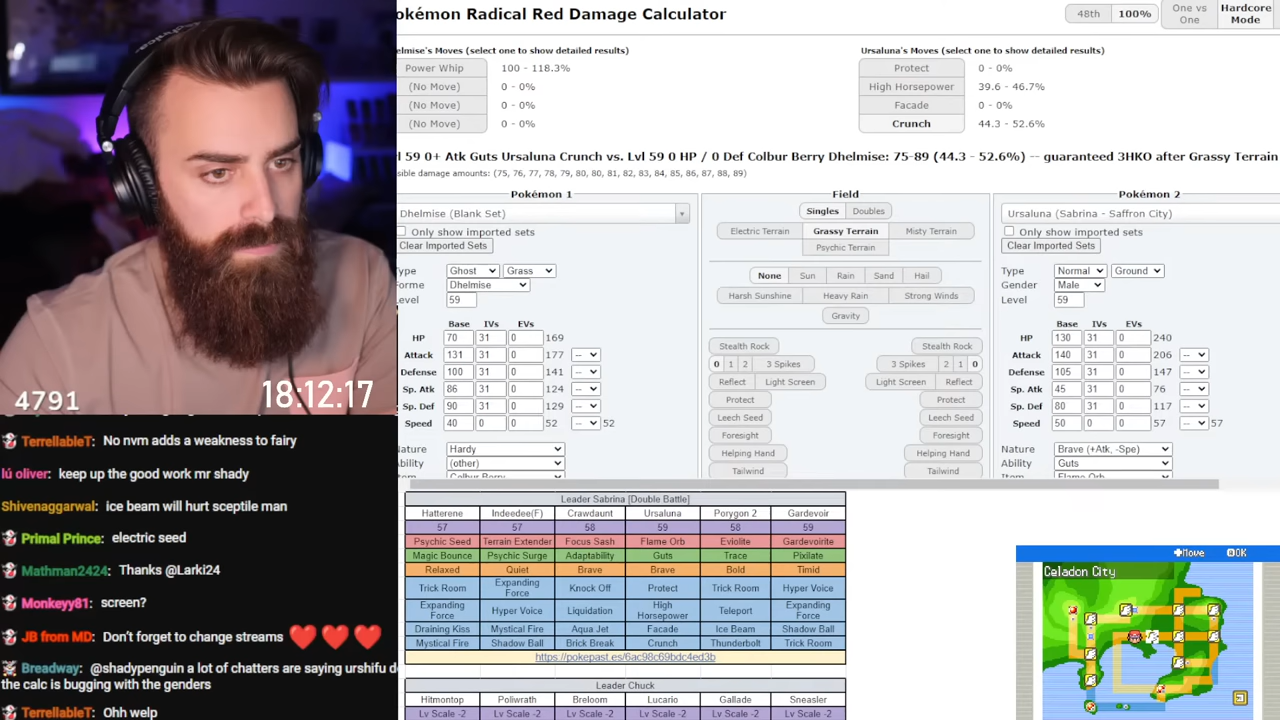 okémon Radical Red Damage Calculator
48th 100%
One vs One
Hardcore Mode
elmise's Moves (select one to show detailed results)
Power Whip 100 - 118.3%
(No Move) 0 - 0%
(No Move) 0 - 0%
(No Move) 0 - 0%
Ursaluna's Moves (select one to show detailed results)
Protect 0 - 0%
High Horsepower 39.6 - 46.7%
Facade 0 - 0%
Crunch 44.3 - 52.6%
l 59 0+ Atk Guts Ursaluna Crunch vs. Lvl 59 0 HP / 0 Def Colbur Berry Dhelmise: 75-89 (44.3 - 52.6%) -- guaranteed 3HKO after Grassy Terrain
ssible damage amounts: (75, 76, 77, 78, 79, 80, 80, 81, 82, 83, 84, 85, 86, 87, 88, 89)
Pokémon 1
Dhelmise (Blank Set)
Only show imported sets
Clear Imported Sets
Type Ghost Grass
Forme Dhelmise
Level 59
Base IVs EVs
HP 70 31 0 169
Attack 131 31 0 177 --
Defense 100 31 0 141 --
Sp. Atk 86 31 0 124 --
Sp. Def 90 31 0 129 --
Speed 40 0 0 52 -- 52
Nature Hardy
Ability (other)
Item Colbur Berry
Field
Singles Doubles
Electric Terrain Grassy Terrain Misty Terrain
Psychic Terrain
None Sun Rain Sand Hail
Harsh Sunshine Heavy Rain Strong Winds
Gravity
Stealth Rock Stealth Rock
0 1 2 3 Spikes 3 Spikes 2 1 0
Reflect Light Screen Light Screen Reflect
Protect Protect
Leech Seed Leech Seed
Foresight Foresight
Helping Hand Helping Hand
Tailwind Tailwind
Pokémon 2
Ursaluna (Sabrina - Saffron City)
Only show imported sets
Clear Imported Sets
Type Normal Ground
Gender Male
Level 59
Base IVs EVs
HP 130 31 0 240
Attack 140 31 0 206 --
Defense 105 31 0 147 --
Sp. Atk 45 31 0 76 --
Sp. Def 80 31 0 117 --
Speed 50 0 0 57 -- 57
Nature Brave (+Atk, -Spe)
Ability Guts
Item Flame Orb
4791 18:12:17
TerrellableT: No nvm adds a weakness to fairy
lú oliver: keep up the good work mr shady
Shivenaggarwal: ice beam will hurt sceptile man
Primal Prince: electric seed
Mathman2424: Thanks @Larki24
Monkeyy81: screen?
JB from MD: Don't forget to change streams
Breadway: @shadypenguin a lot of chatters are saying urshifu d
the calc is bugging with the genders
TerrellableT: Ohh welp
Leader Sabrina [Double Battle]
Hatterene Indeedee(F) Crawdaunt Ursaluna Porygon 2 Gardevoir
57 57 58 59 58 59
Psychic Seed Terrain Extender Focus Sash Flame Orb Eviolite Gardevoirite
Magic Bounce Psychic Surge Adaptability Guts Trace Pixilate
Relaxed Quiet Brave Brave Bold Timid
Trick Room Expanding Force Knock Off Protect Trick Room Hyper Voice
Expanding Force Hyper Voice Liquidation High Horsepower Teleport Expanding Force
Draining Kiss Mystical Fire Aqua Jet Facade Ice Beam Shadow Ball
Mystical Fire Shadow Ball Brick Break Crunch Thunderbolt Trick Room
https://pokepast.es/6ac98c69bdc4ed3b
Leader Chuck
Hitmontop Poliwrath Breloom Lucario Gallade Sneasler
Lv Scale -2 Lv Scale -2 Lv Scale -2 Lv Scale -2 Lv Scale -2 Lv Scale -2
Move OK
Celadon City